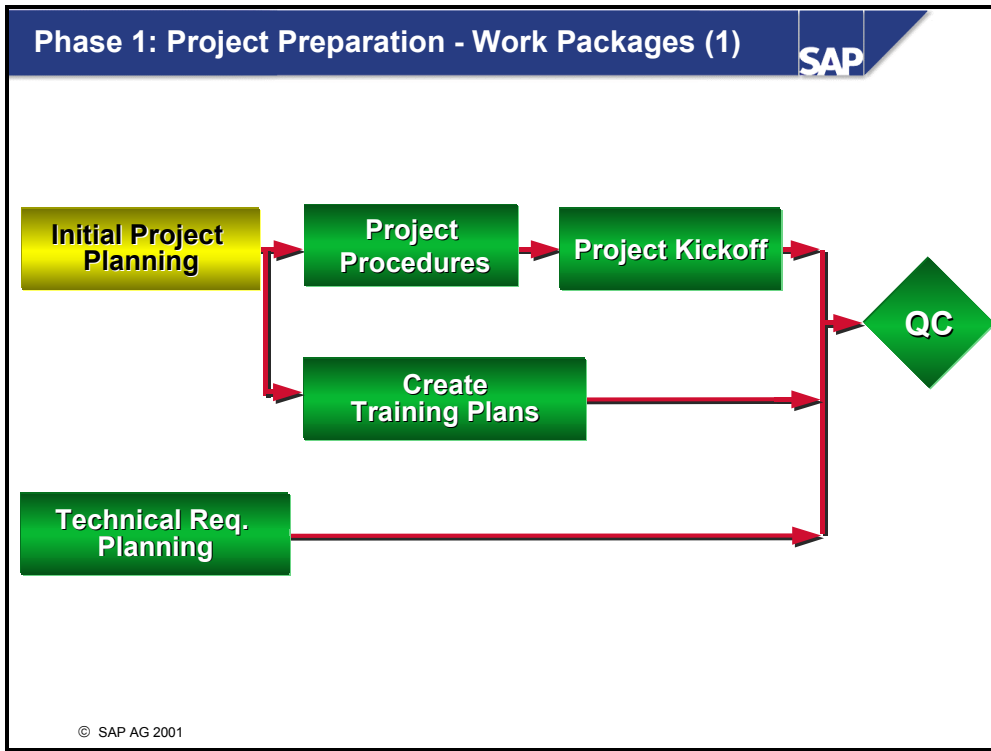 Phase 1: Project Preparation - Work Packages (1)
SAP
Initial Project
Planning
Project
Procedures
Project Kickoff
QC
Create
Training Plans
Technical Req.
Planning
© SAP AG 2001